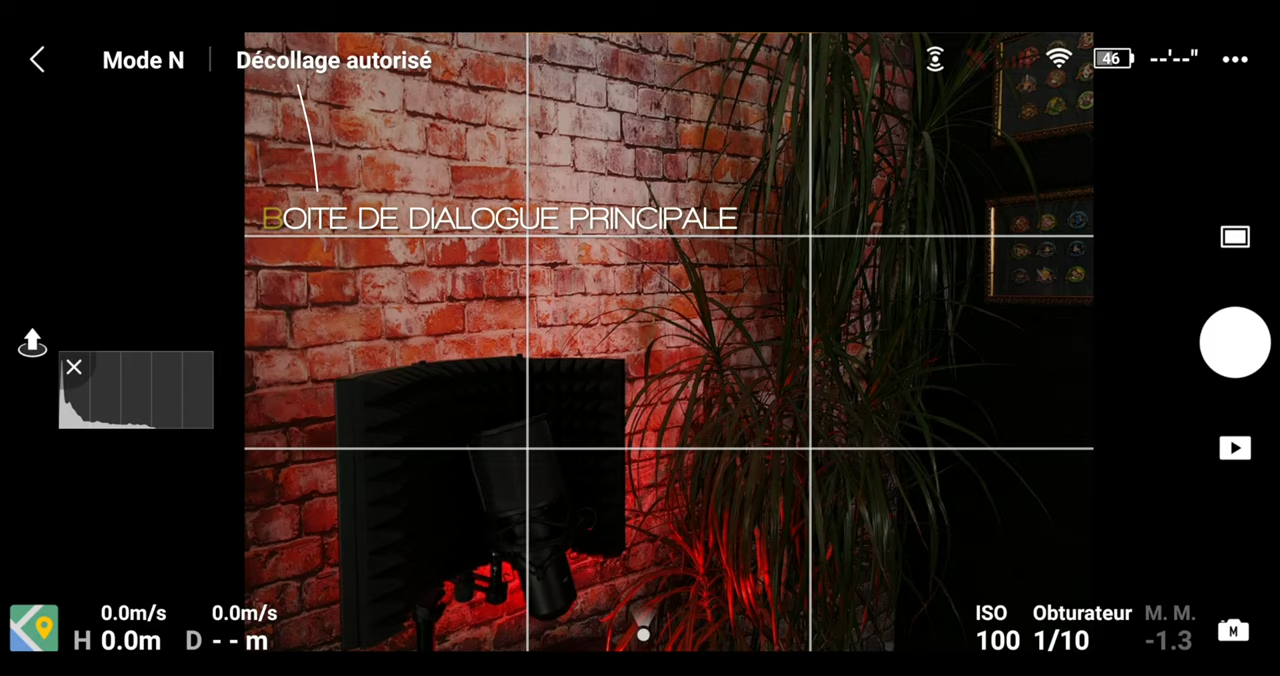 Mode N
Décollage autorisé
46
--'--"
BOITE DE DIALOGUE PRINCIPALE
0.0m/s
0.0m/s
H 0.0m
D - - m
ISO
100
Obturateur
1/10
M. M.
-1.3
M